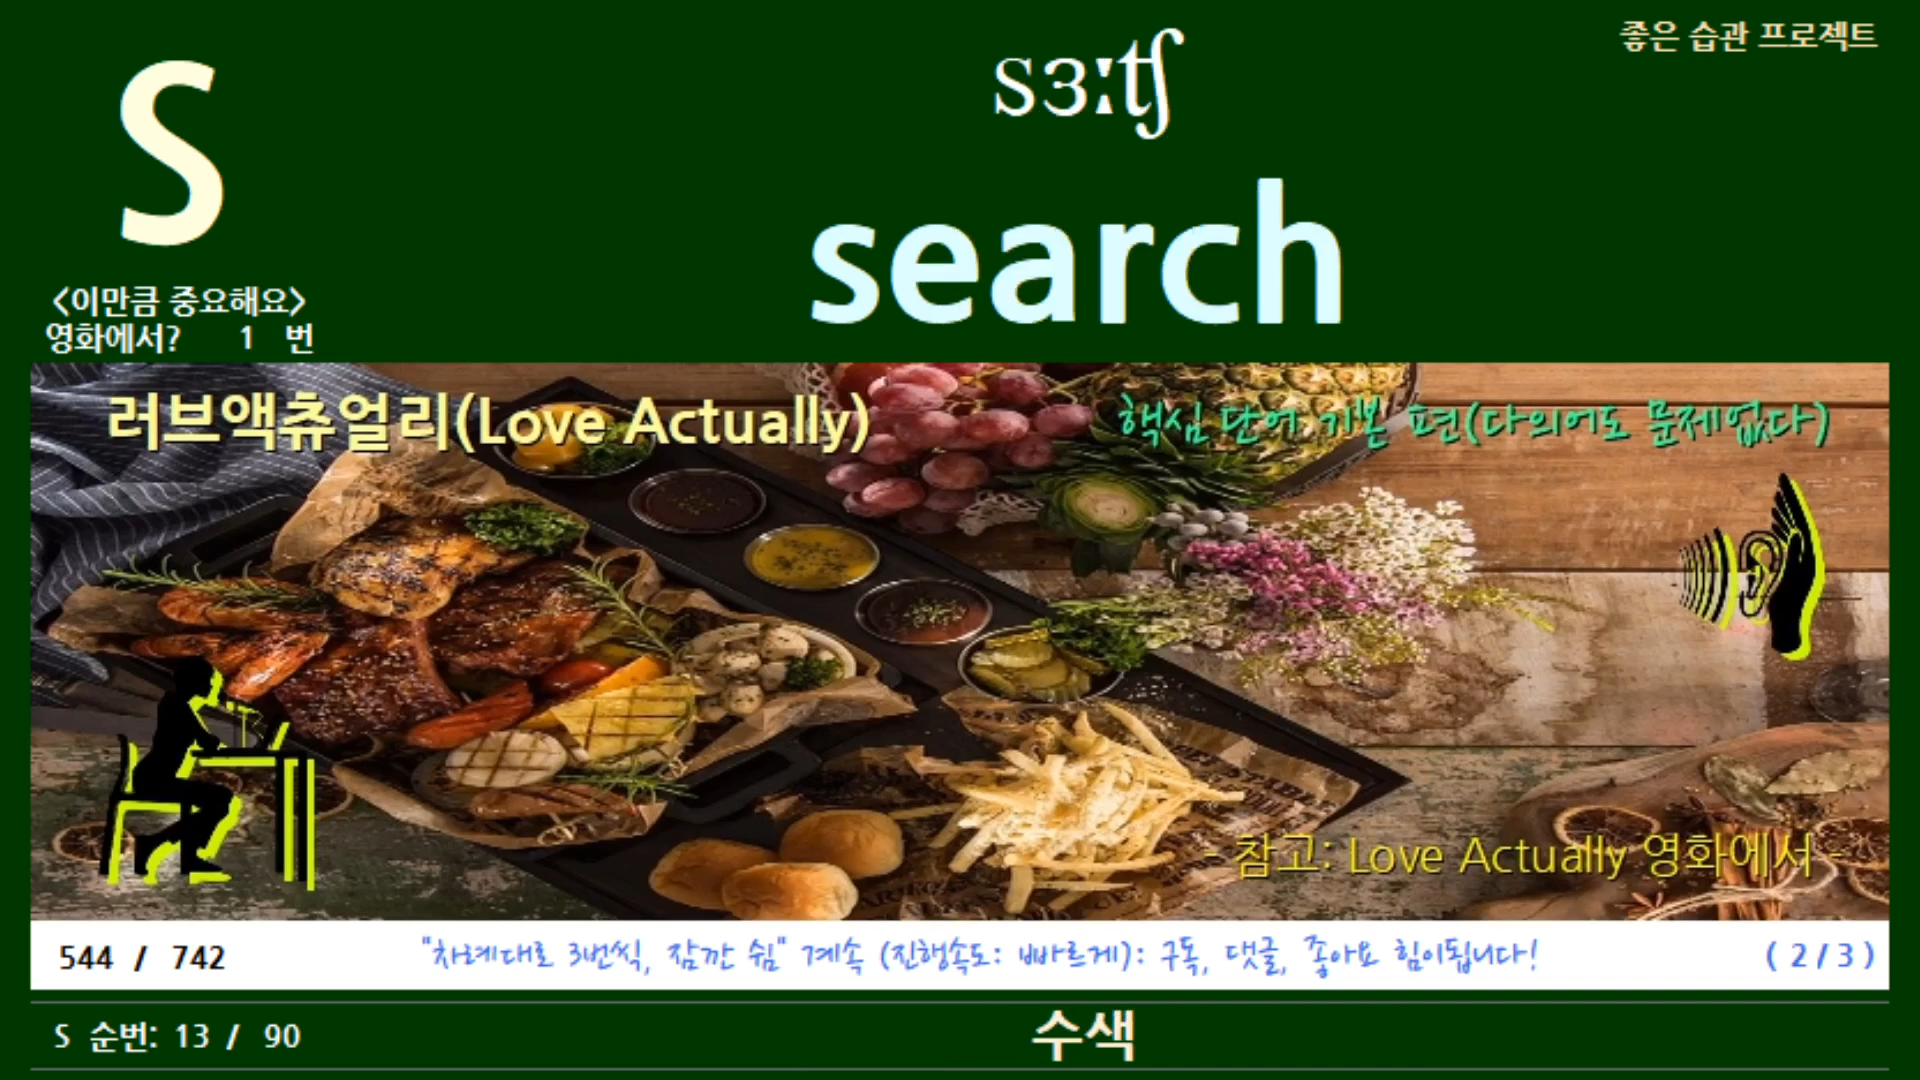 좋은 습관 프로젝트
S
sɜːtʃ
search
<이만큼 중요해요>
영화에서? 1 번
러브액츄얼리(Love Actually)
핵심 단어 기본 편(다의어도 문제없다)
- 참고: Love Actually 영화에서 -
544 / 742
"차례대로 3번씩, 잠깐 쉼" 계속 (진행속도: 빠르게): 구독, 댓글, 좋아요 힘이됩니다!
( 2 / 3 )
S 순번: 13 / 90
수색